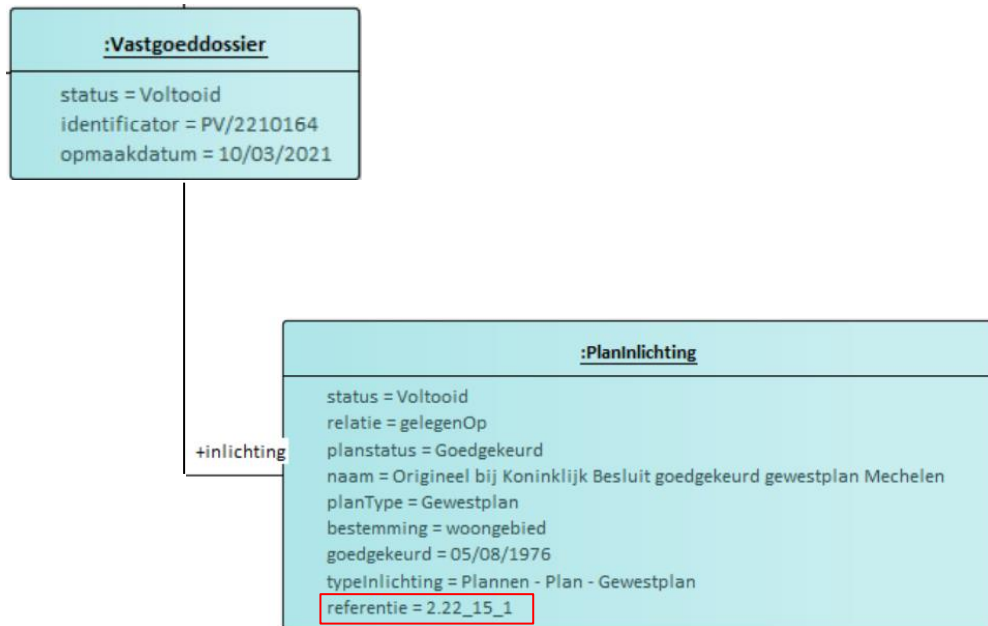 :Vastgoeddossier
status = Voltooid
identificator = PV/2210164
opmaakdatum = 10/03/2021
:PlanInlichting
status = Voltooid
relatie = gelegenOp
+inlichting
planstatus = Goedgekeurd
naam = Origineel bij Koninklijk Besluit goedgekeurd gewestplan Mechelen
planType = Gewestplan
bestemming = woongebied
goedgekeurd = 05/08/1976
typeInlichting = Plannen - Plan - Gewestplan
referentie = 2.22_15_1